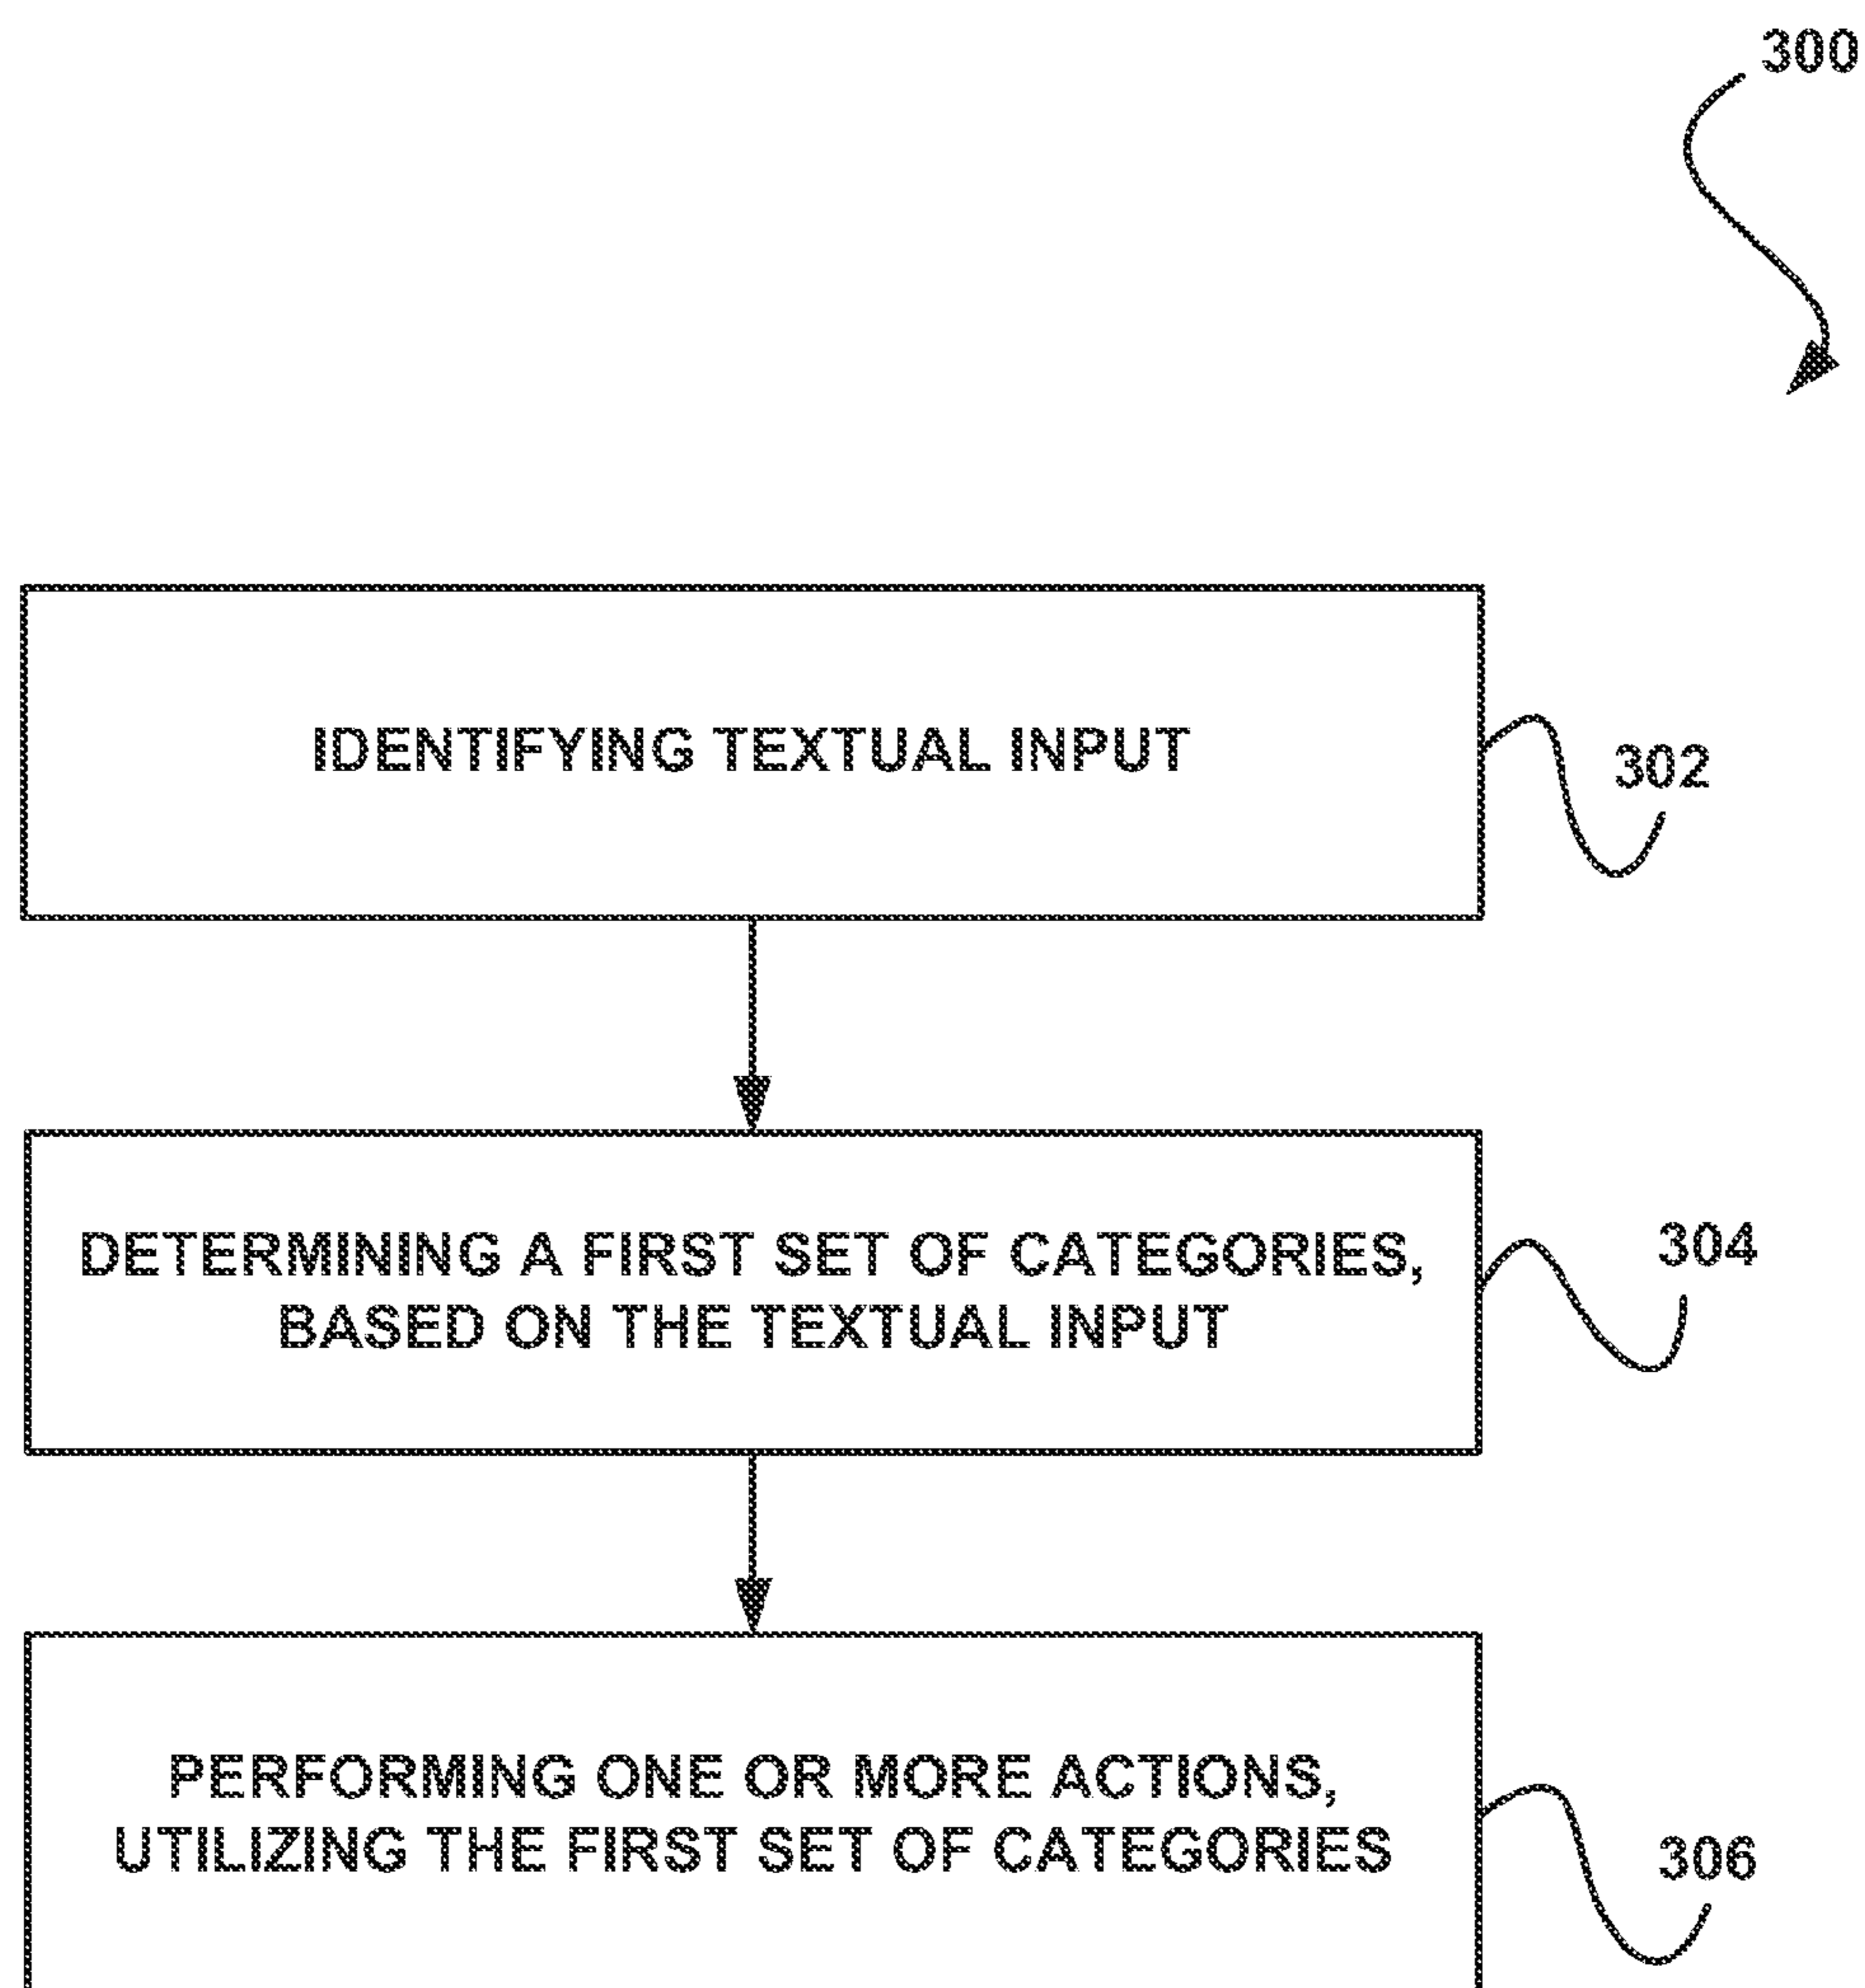 300
IDENTIFYING TEXTUAL INPUT
302
DETERMINING A FIRST SET OF CATEGORIES,
BASED ON THE TEXTUAL INPUT
304
PERFORMING ONE OR MORE ACTIONS,
UTILIZING THE FIRST SET OF CATEGORIES
306